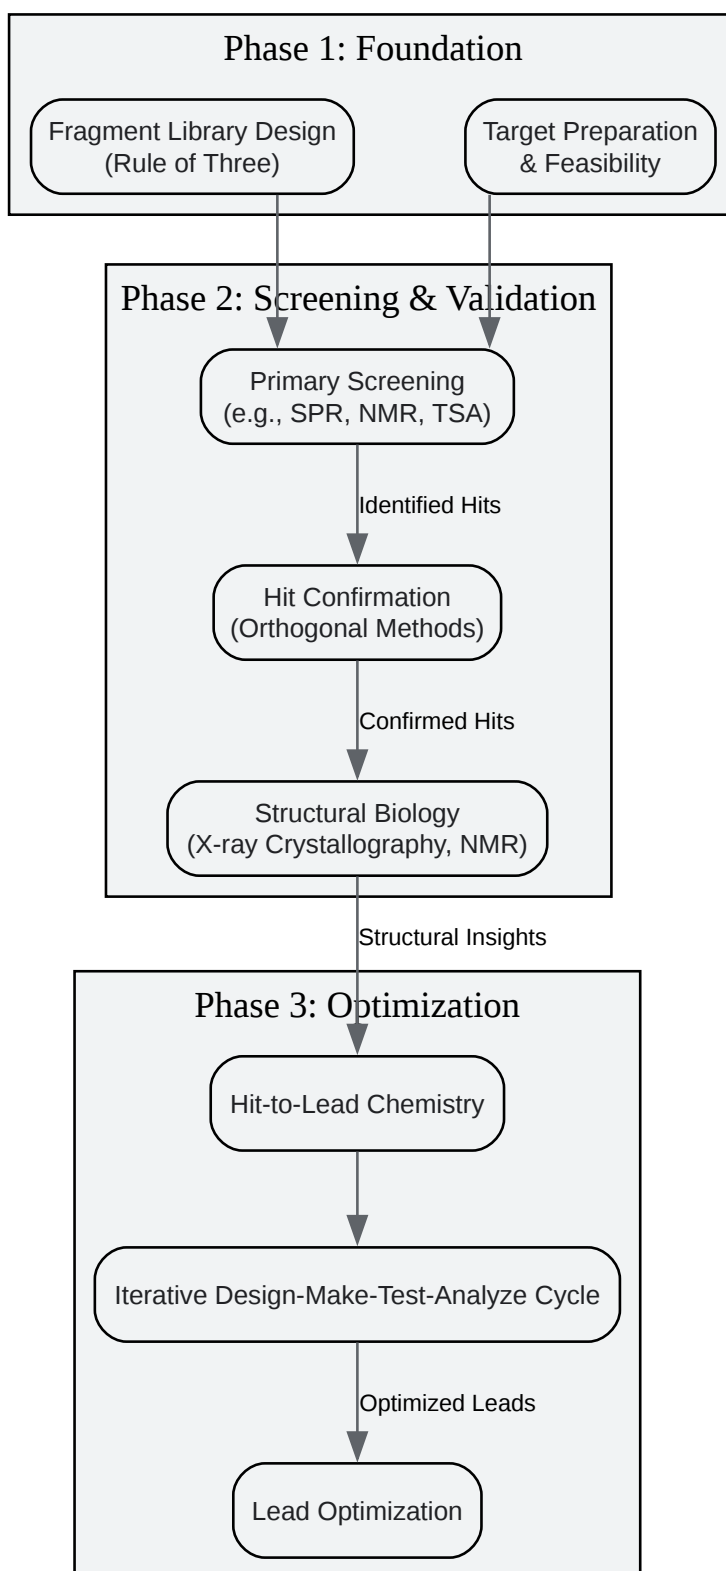 Phase 1: Foundation
Fragment Library Design
(Rule of Three)
Target Preparation
& Feasibility
Phase 2: Screening & Validation
Primary Screening
(e.g., SPR, NMR, TSA)
Identified Hits
Hit Confirmation
(Orthogonal Methods)
Confirmed Hits
Structural Biology
(X-ray Crystallography, NMR)
Structural Insights
Phase 3: Optimization
Hit-to-Lead Chemistry
Iterative Design-Make-Test-Analyze Cycle
Optimized Leads
Lead Optimization